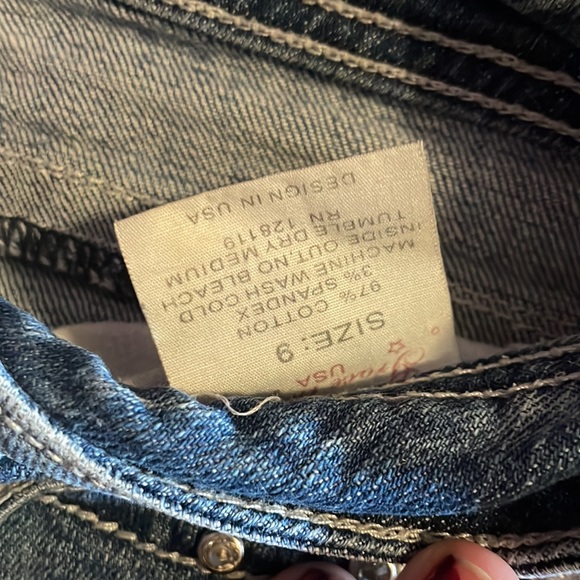 USA
SIZE: 9
97% COTTON
3% SPANDEX
MACHINE WASH COLD
INSIDE OUT NO BLEACH
TUMBLE DRY MEDIUM
RN 128119
DESIGN IN USA